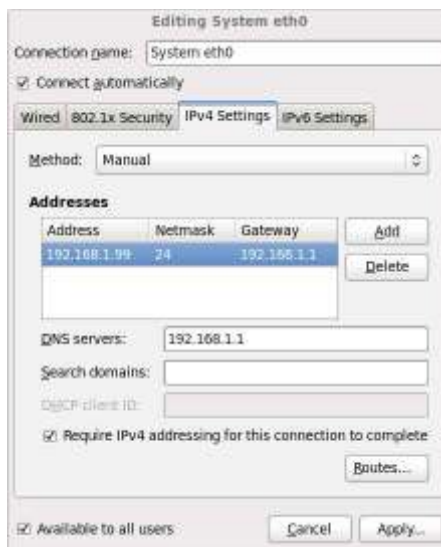 Editing System eth0
Connection name: System eth0
Connect automatically
Wired 802.1x Security IPv4 Settings IPv6 Settings
Method: Manual
Addresses
Address Netmask Gateway
192.168.1.99 24 192.168.1.1
Add
Delete
DNS servers: 192.168.1.1
Search domains:
DHCP client ID:
Require IPv4 addressing for this connection to complete
Routes...
Available to all users Cancel Apply...